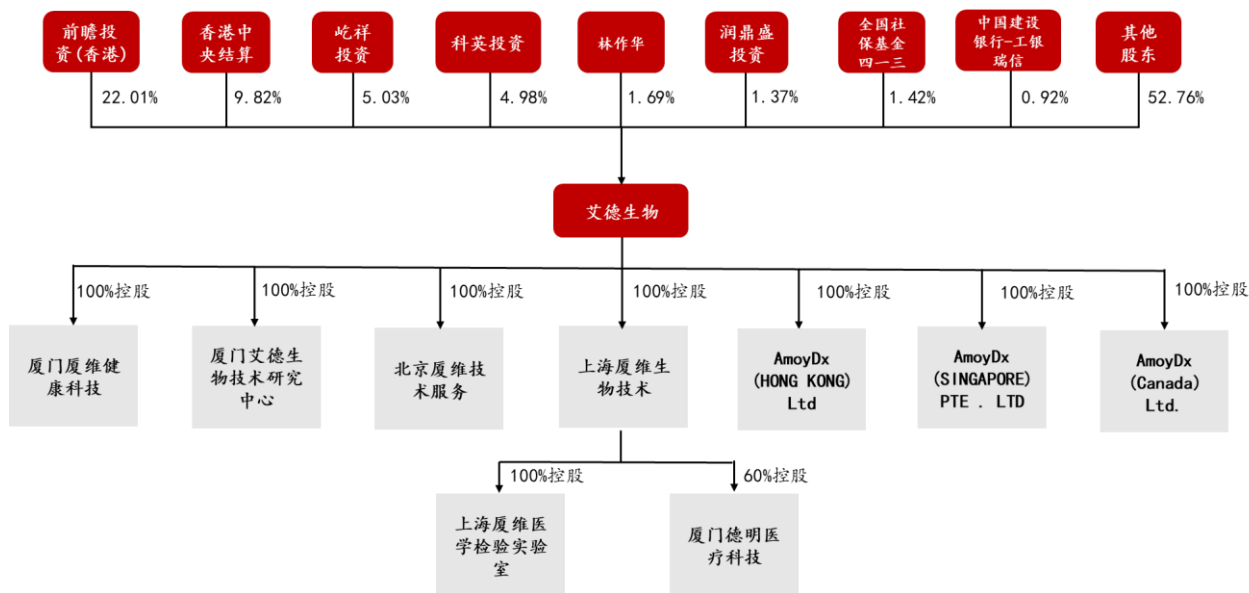 前瞻投
资(香港)
香港中
央结算
屹祥
投资
科英投资
林作华
润鼎盛
投资
全国社
保基金
四一三
中国建设
银行-工银
瑞信
其他
股东
22.01%
9.82%
5.03%
4.98%
1.69%
1.37%
1.42%
0.92%
52.76%
艾德生物
100%控股
100%控股
100%控股
100%控股
100%控股
100%控股
100%控股
厦门厦维健
康科技
厦门艾德生
物技术研究
中心
北京厦维技
术服务
上海厦维生
物技术
AmoyDx
(HONG KONG)
Ltd
AmoyDx
(SINGAPORE)
PTE . LTD
AmoyDx
(Canada)
Ltd.
100%控股
60%控股
上海厦维医
学检验实验
室
厦门德明医
疗科技